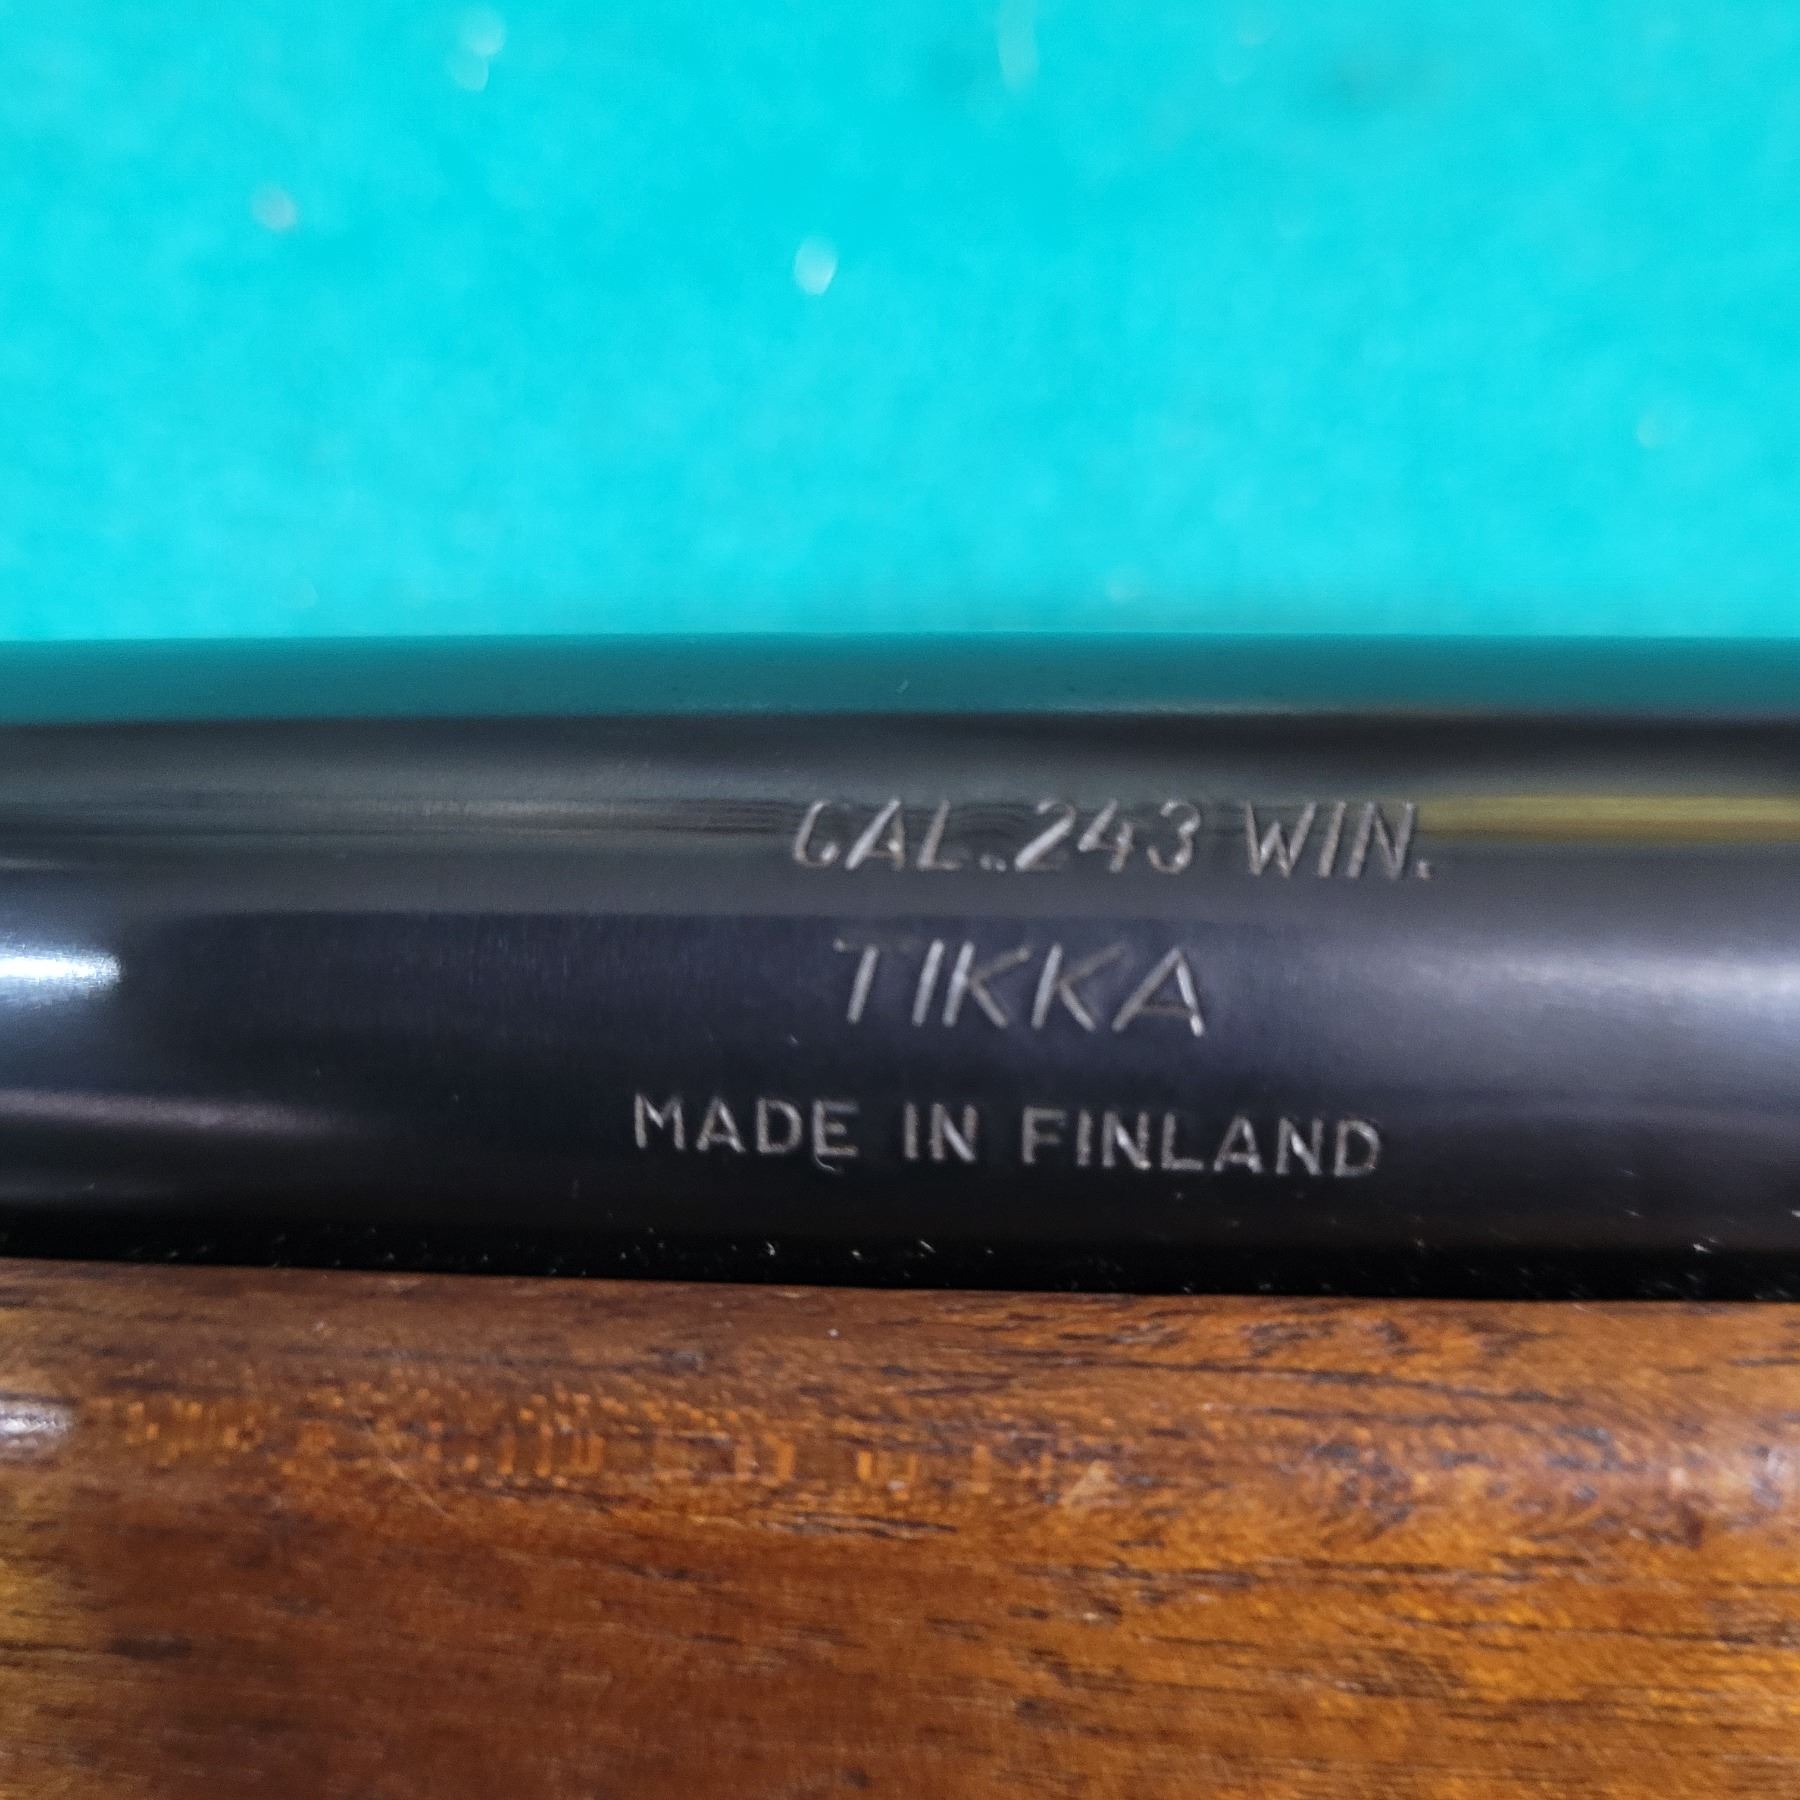 CAL..243 WIN.
TIKKA
MADE IN FINLAND